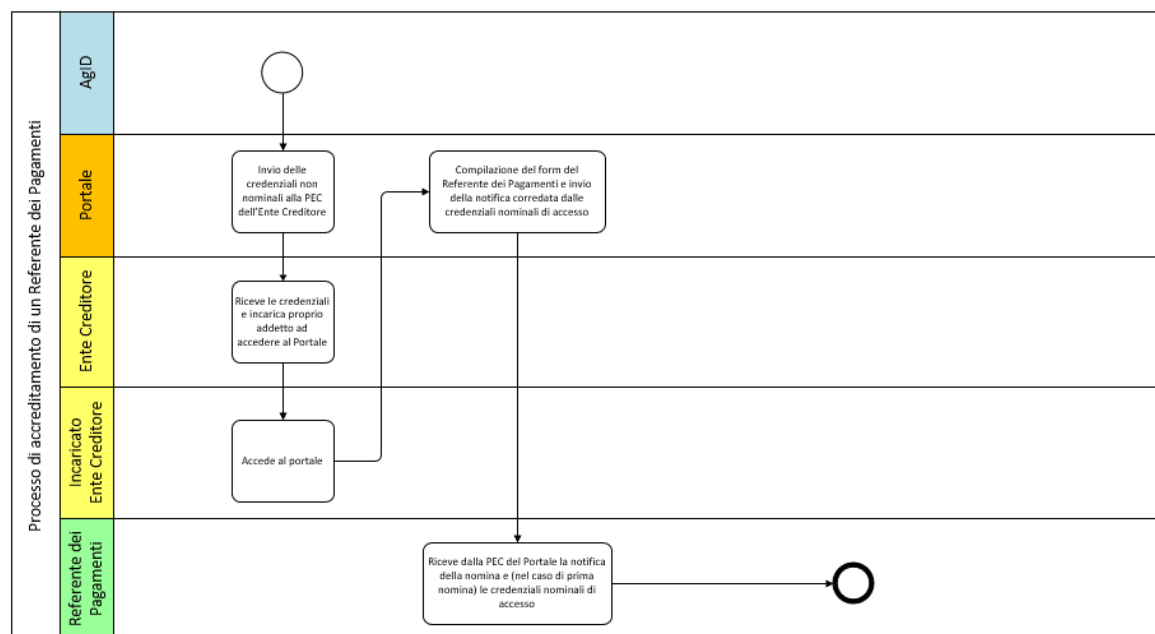 Processo di accreditamento di un Referente dei Pagamenti
AgID
Portale
Invio delle
credenziali non
nominali alla PEC
dell'Ente Creditore
Compilazione del form del
Referente dei Pagamenti e invio
della notifica corredata dalle
credenziali nominali di accesso
Ente Creditore
Riceve le credenziali
e incarica proprio
addetto ad
accedere al Portale
Incaricato
Ente Creditore
Accede al portale
Referente dei
Pagamenti
Riceve dalla PEC del Portale la notifica
della nomina e (nel caso di prima
nomina) le credenziali nominali di
accesso